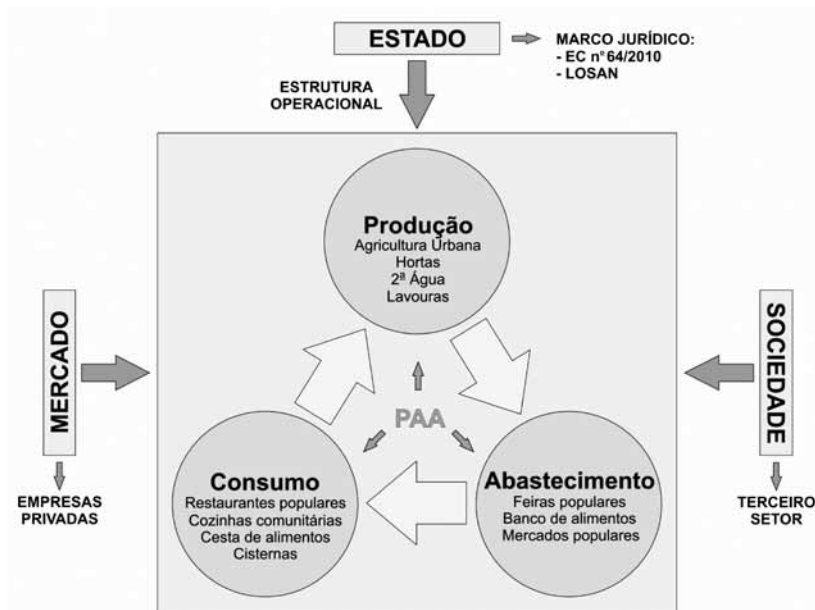 ESTADO
MARCO JURÍDICO:
- EC nº 64/2010
- LOSAN
ESTRUTURA
OPERACIONAL
Produção
Agricultura Urbana
Hortas
2ª Água
Lavouras
MERCADO
EMPRESAS
PRIVADAS
PAA
SOCIEDADE
TERCEIRO
SETOR
Consumo
Restaurantes populares
Cozinhas comunitárias
Cesta de alimentos
Cisternas
Abastecimento
Feiras populares
Banco de alimentos
Mercados populares